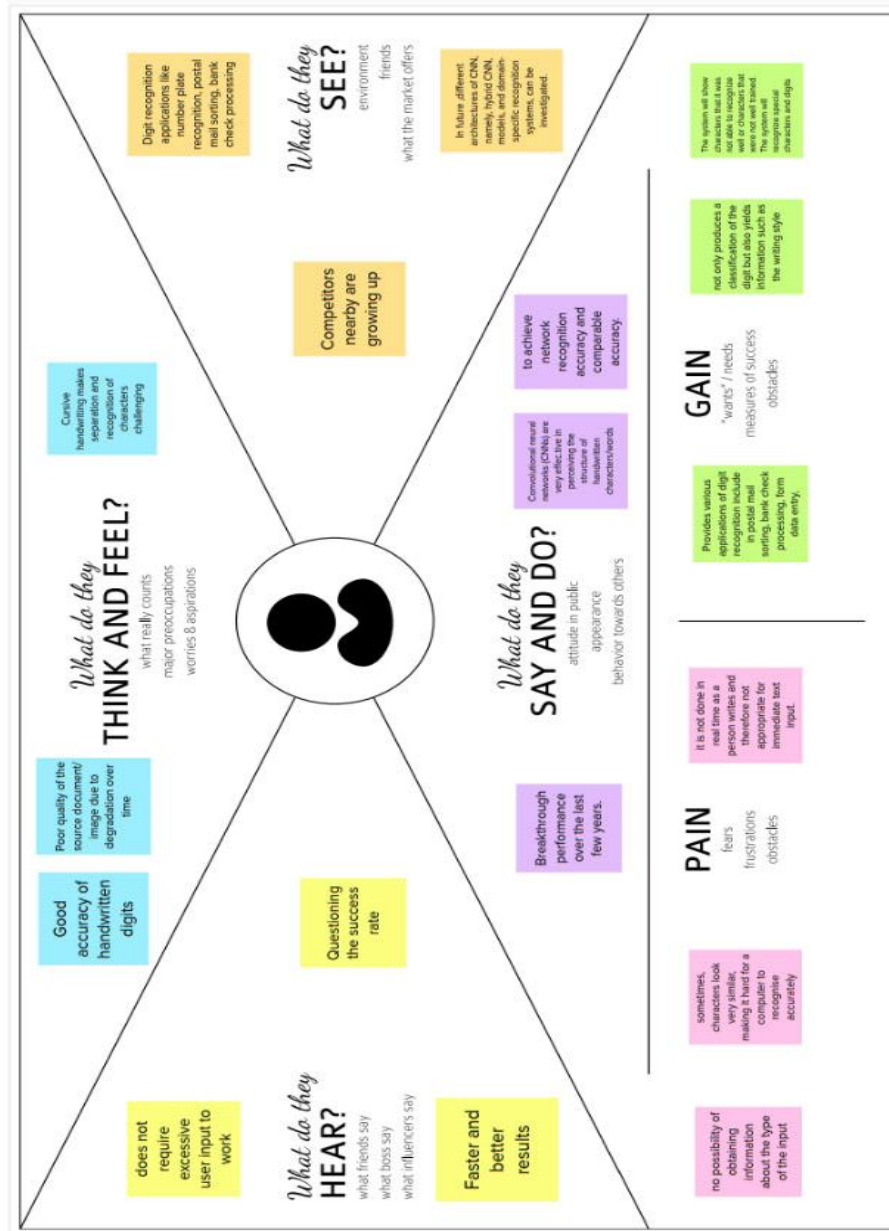 What do they
THINK AND FEEL?
what really counts
major preoccupations
worries & aspirations
Good
accuracy of
handwritten
digits
Poor quality of the
source document/
image due to
degradation over
time
Cursive
handwriting makes
separation and
recognition of
characters
challenging
What do they
HEAR?
what friends say
what boss say
what influencers say
does not
require
excessive
user input to
work
Questioning
the success
rate
Faster and
better
results
What do they
SEE?
environment
friends
what the market offers
Digit recognition
applications like
number plate
recognition, postal
mail sorting, bank
check processing
Competitors
nearby are
growing up
In future ,different
architectures of CNN,
namely, hybrid CNN,
models, and domain-
specific recognition
systems, can be
investigated.
What do they
SAY AND DO?
attitude in public
appearance
behavior towards others
Breakthrough
performance
over the last
few years.
Convolutional neural
networks (CNNs) are
very effective in
perceiving the
structure of
handwritten
characters/words
to achieve
network
recognition
accuracy and
comparable
accuracy.
PAIN
fears
frustrations
obstacles
no possibility of
obtaining
information
about the type
of the input
sometimes,
characters look
very similar,
making it hard for a
computer to
recognise
accurately
it is not done in
real time as a
person writes and
therefore not
appropriate for
immediate text
input.
GAIN
"wants" / needs
measures of success
obstacles
Provides various
applications of digit
recognition include
in postal mail
sorting, bank check
processing, form
data entry,
not only produces a
classification of the
digit but also yields
information such as
the writing style
The system will show
characters that it was
not able to recognize
well or characters that
were not well trained.
The system will
recognize special
characters and digits